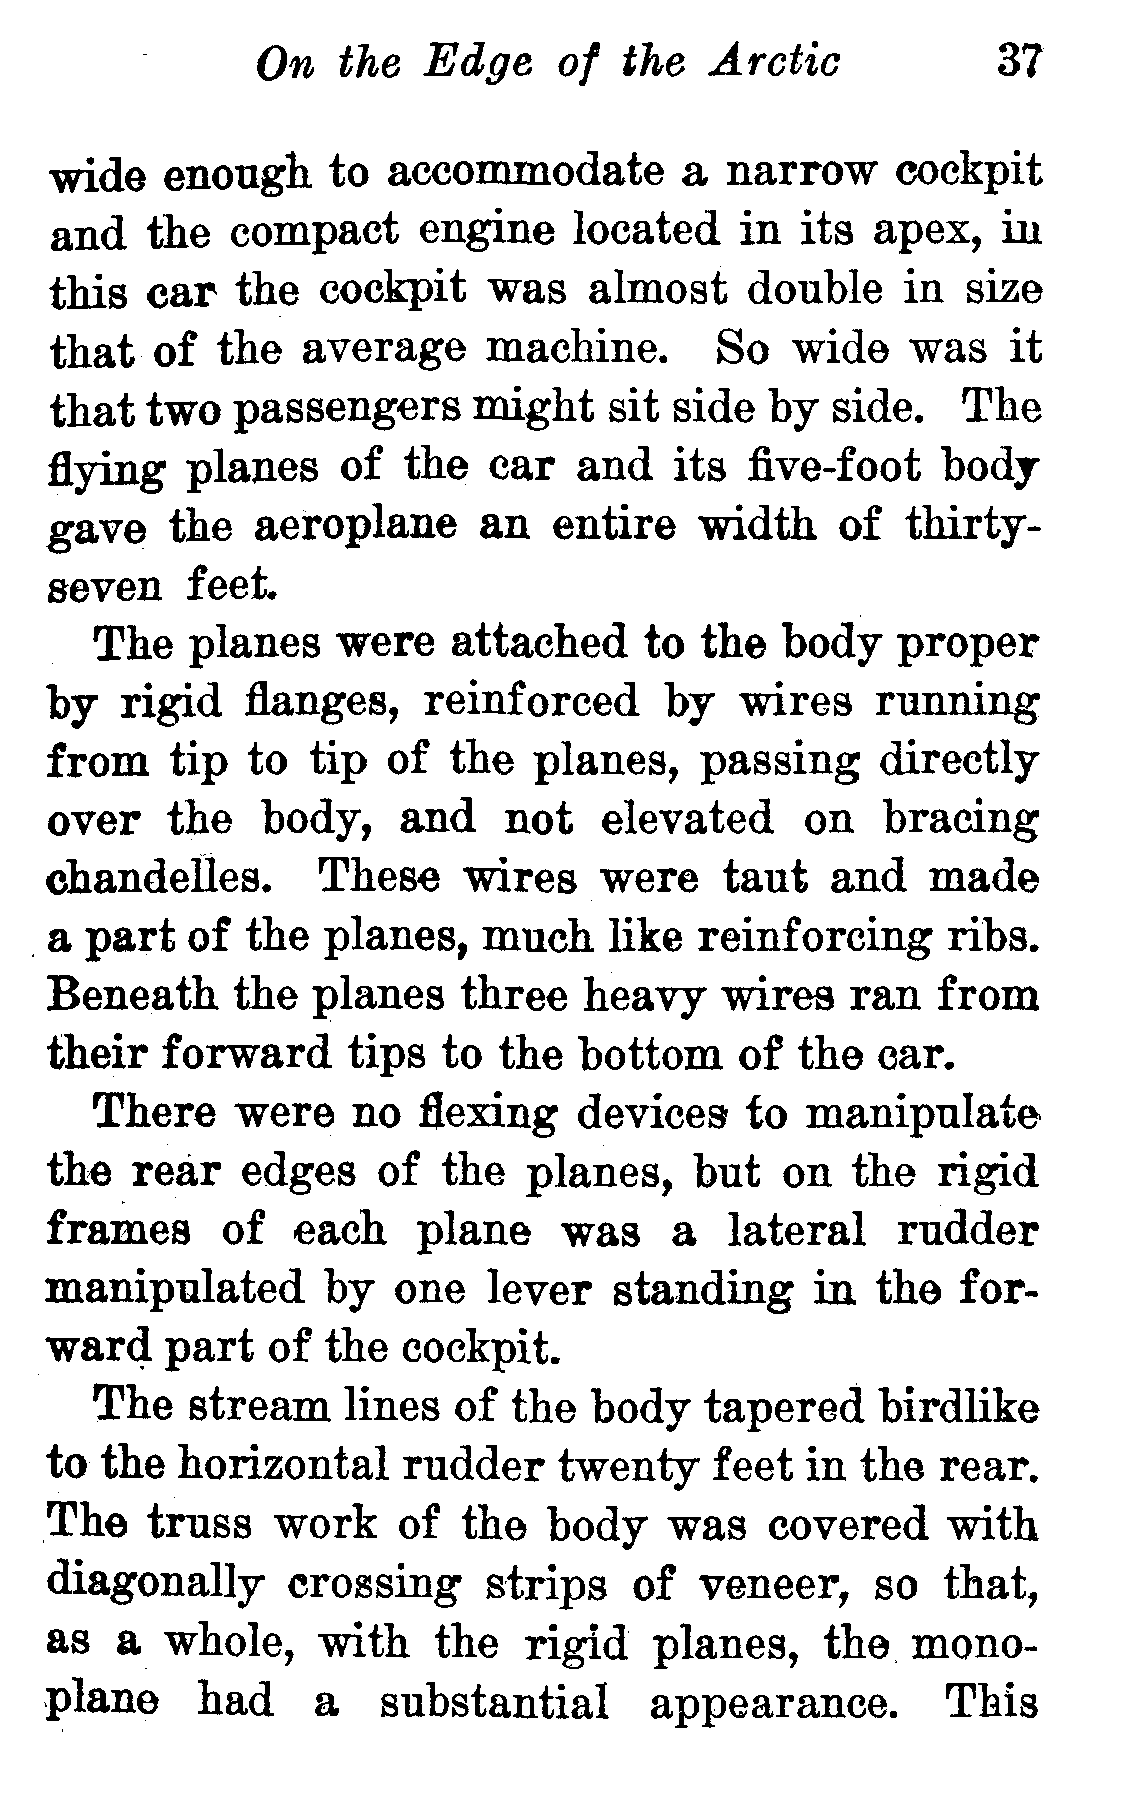 On the Edge of the Arctic 37
wide enough to accommodate a narrow cockpit
and the compact engine located in its apex, in
this car the cockpit was almost double in size
that of the average machine. So wide was it
that two passengers might sit side by side. The
flying planes of the car and its five-foot body
gave the aeroplane an entire width of thirty-
seven feet.
The planes were attached to the body proper
by rigid flanges, reinforced by wires running
from tip to tip of the planes, passing directly
over the body, and not elevated on bracing
chandelles. These wires were taut and made
a part of the planes, much like reinforcing ribs.
Beneath the planes three heavy wires ran from
their forward tips to the bottom of the car.
There were no flexing devices to manipulate
the rear edges of the planes, but on the rigid
frames of each plane was a lateral rudder
manipulated by one lever standing in the for-
ward part of the cockpit.
The stream lines of the body tapered birdlike
to the horizontal rudder twenty feet in the rear.
The truss work of the body was covered with
diagonally crossing strips of veneer, so that,
as a whole, with the rigid planes, the mono-
plane had a substantial appearance. This